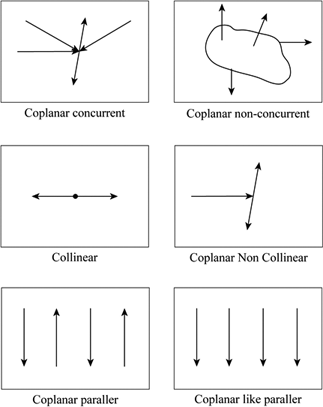 Coplanar concurrent
Coplanar non-concurrent
Collinear
Coplanar Non Collinear
Coplanar paraller
Coplanar like paraller